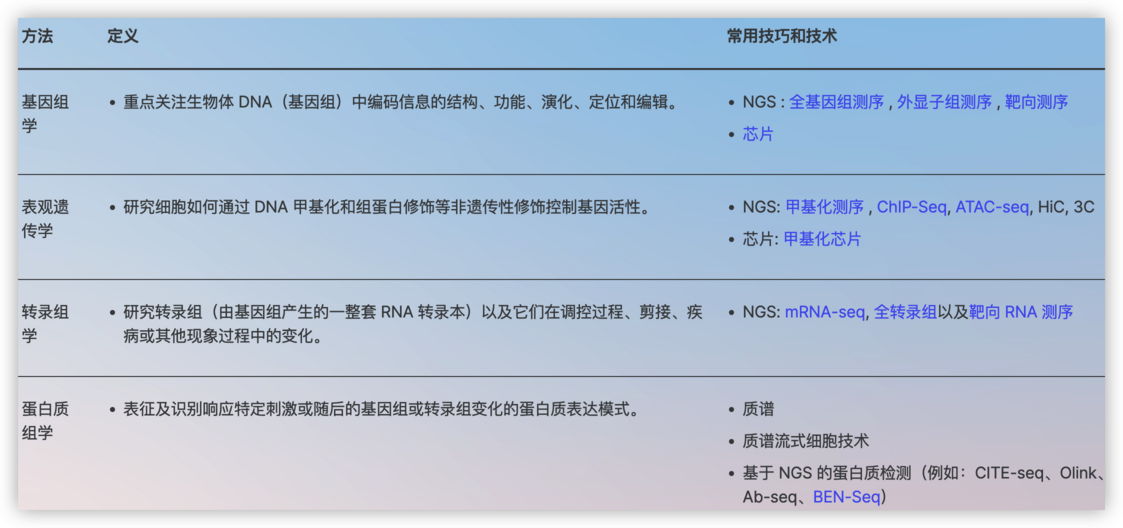 方法 定义 常用技巧和技术
基因组
学
• 重点关注生物体 DNA（基因组）中编码信息的结构、功能、演化、定位和编辑。
• NGS : 全基因组测序 , 外显子组测序 , 靶向测序
• 芯片
表观遗
传学
• 研究细胞如何通过 DNA 甲基化和组蛋白修饰等非遗传性修饰控制基因活性。
• NGS: 甲基化测序 , ChIP-Seq, ATAC-seq, HiC, 3C
• 芯片: 甲基化芯片
转录组
学
• 研究转录组（由基因组产生的一整套 RNA 转录本）以及它们在调控过程、剪接、疾
病或其他现象过程中的变化。
• NGS: mRNA-seq, 全转录组以及靶向 RNA 测序
蛋白质
组学
• 表征及识别响应特定刺激或随后的基因组或转录组变化的蛋白质表达模式。
• 质谱
• 质谱流式细胞技术
• 基于 NGS 的蛋白质检测（例如：CITE-seq、Olink、
Ab-seq、BEN-Seq)